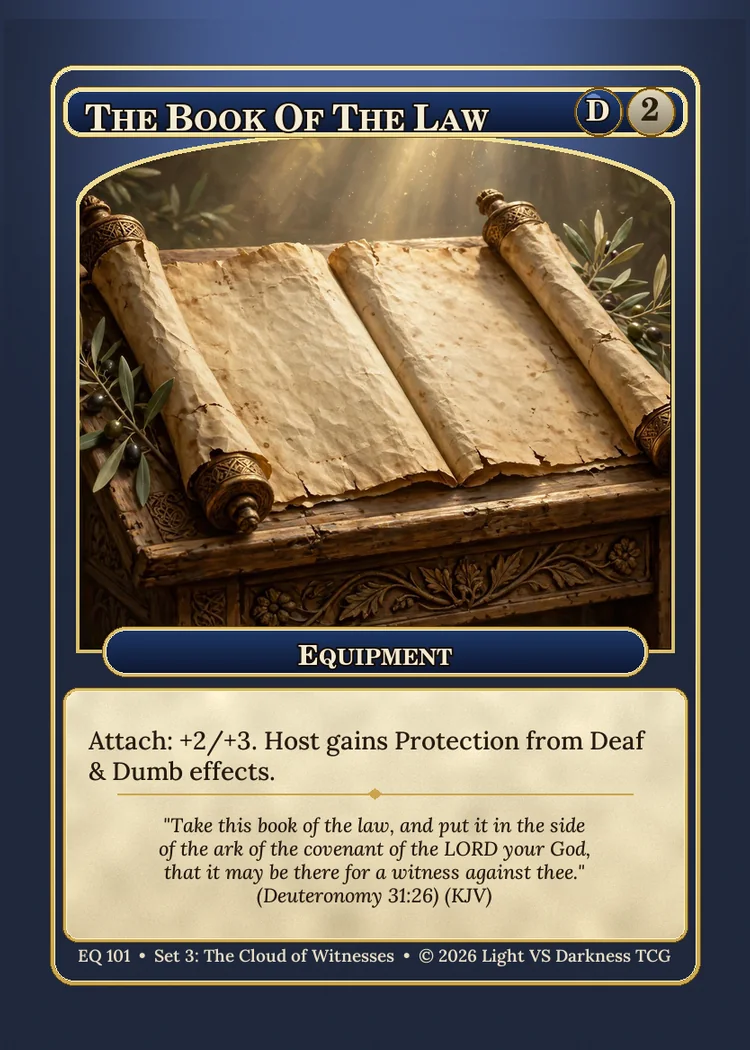 The Book Of The Law D 2
Equipment
Attach: +2/+3. Host gains Protection from Deaf
& Dumb effects.
"Take this book of the law, and put it in the side
of the ark of the covenant of the LORD your God,
that it may be there for a witness against thee."
(Deuteronomy 31:26) (KJV)
EQ 101 • Set 3: The Cloud of Witnesses • © 2026 Light VS Darkness TCG